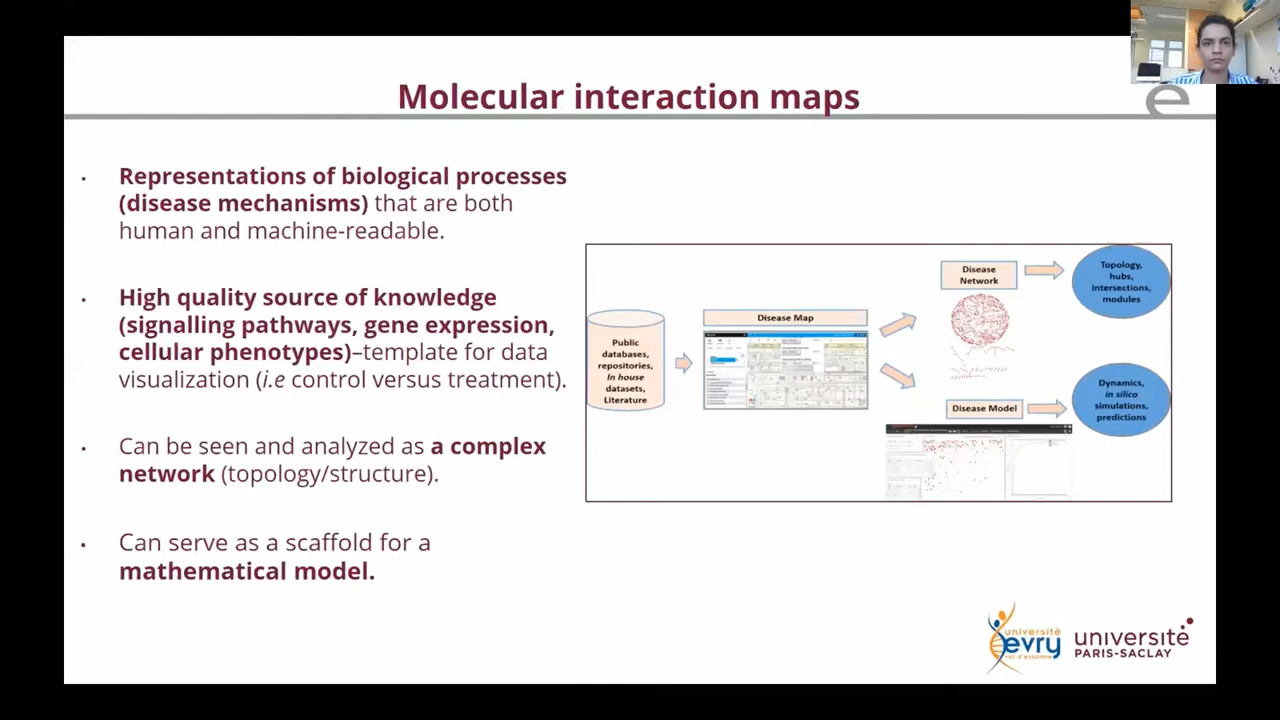 Molecular interaction maps
Representations of biological processes
(disease mechanisms) that are both
human and machine-readable.
High quality source of knowledge
(signalling pathways, gene expression,
cellular phenotypes)–template for data
visualization (i.e control versus treatment).
Can be seen and analyzed as a complex
network (topology/structure).
Can serve as a scaffold for a
mathematical model.
Public
databases,
repositories,
In house
datasets,
Literature
Disease Map
Disease
Network
Topology,
hubs,
intersections,
modules
Disease Model
Dynamics,
in silico
simulations,
predictions
université
evry
val d'essonne
université
PARIS-SACLAY
e